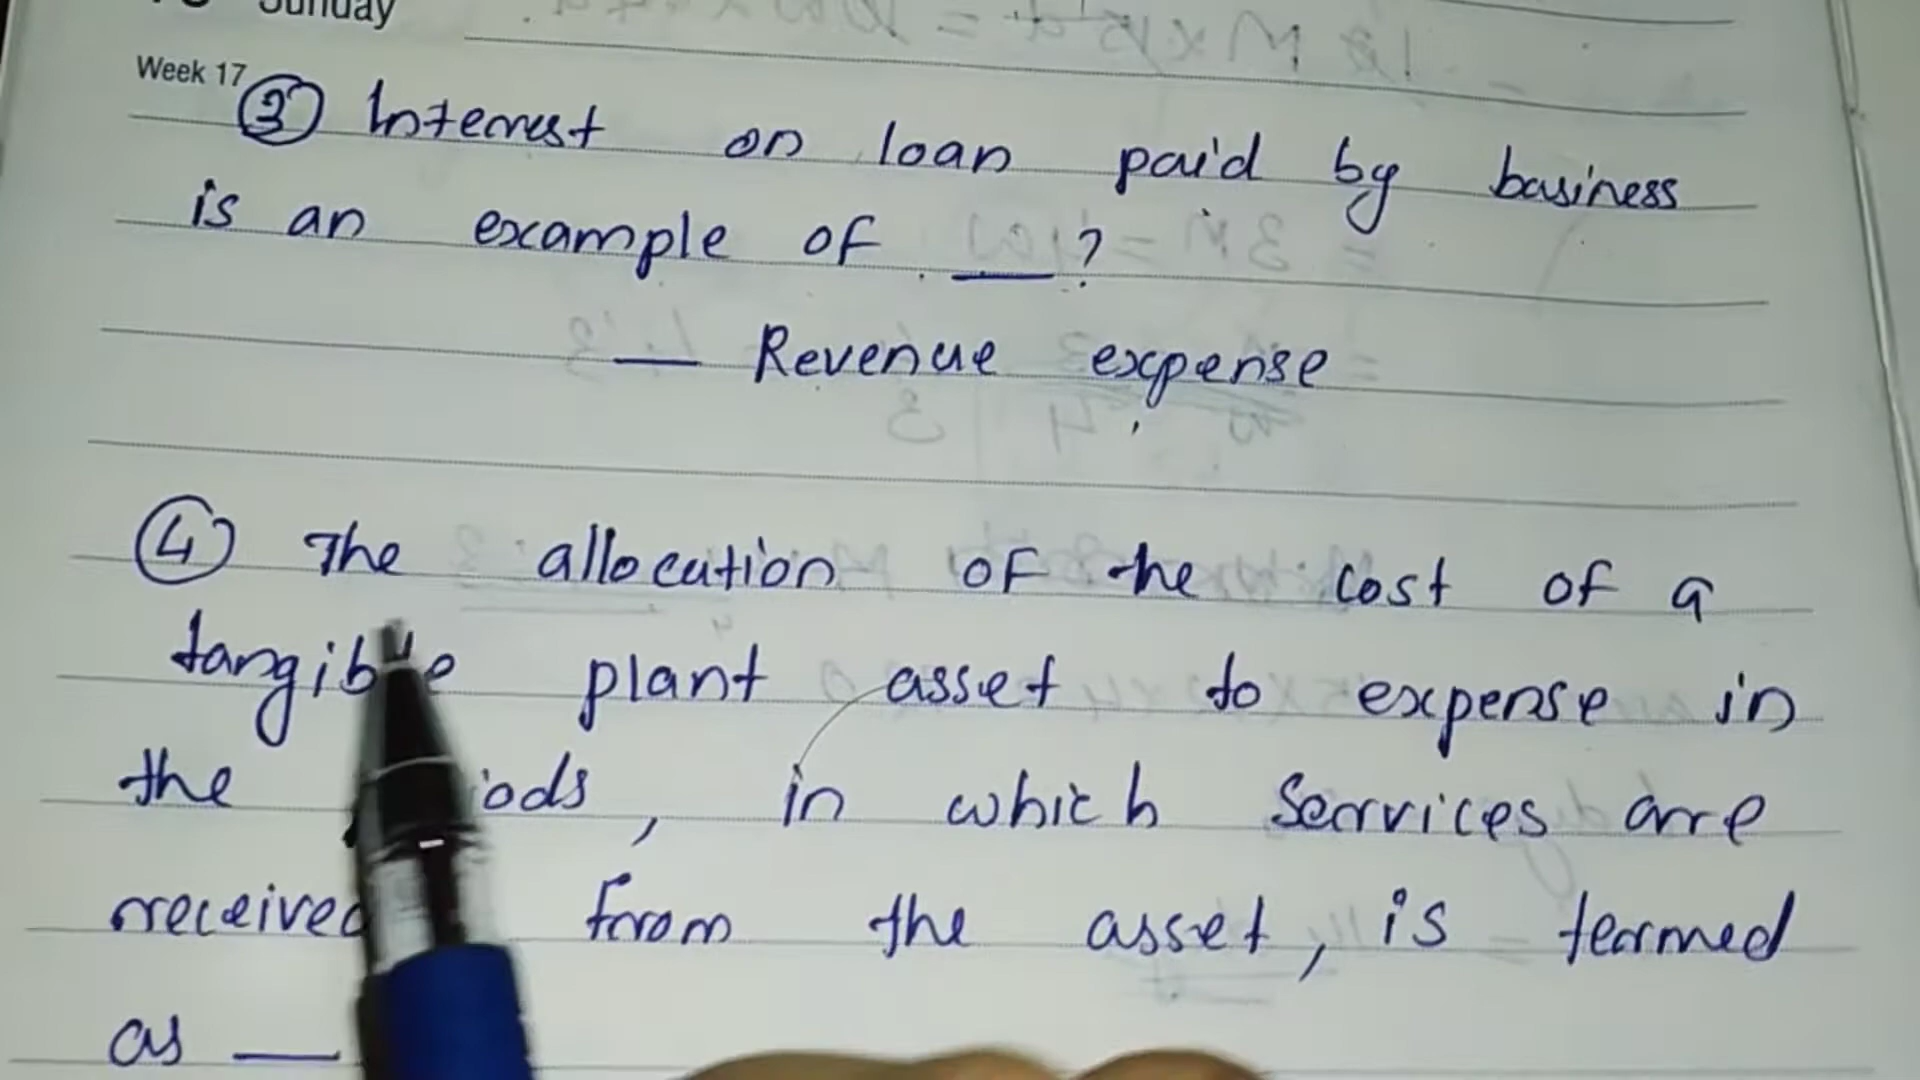 Sunday
Week 17
③ Interest on loan paid by business
is an example of ___?
— Revenue expense
④ The allocation of the cost of a
tangible plant asset to expense in
the , in which Services are
received from the asset, is termed
as ___